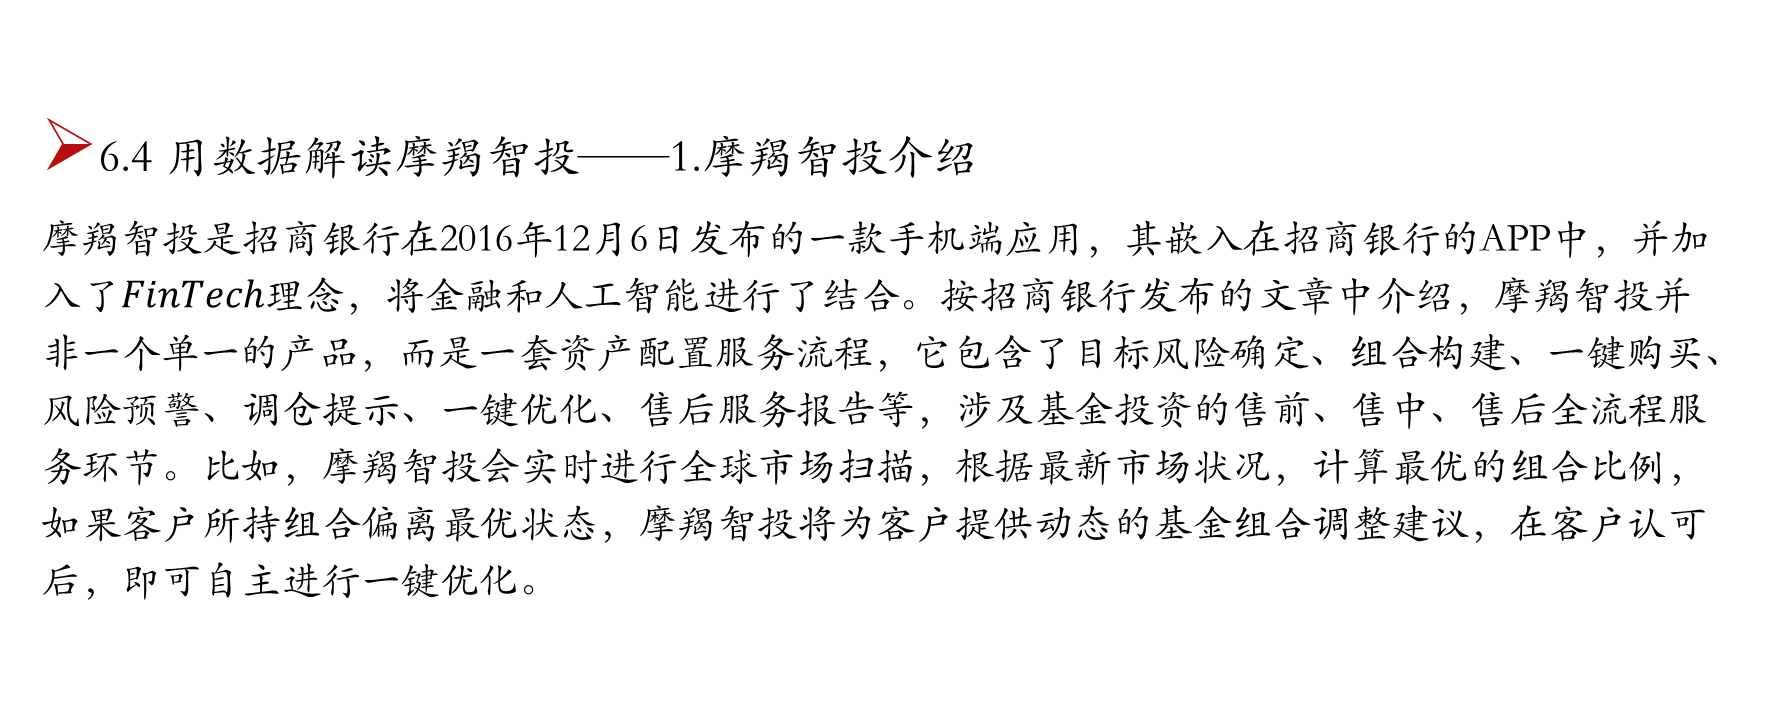 6.4 用数据解读摩羯智投——1.摩羯智投介绍
摩羯智投是招商银行在2016年12月6日发布的一款手机端应用，其嵌入在招商银行的APP中，并加
入了FinTech理念，将金融和人工智能进行了结合。按招商银行发布的文章中介绍，摩羯智投并
非一个单一的产品，而是一套资产配置服务流程，它包含了目标风险确定、组合构建、一键购买、
风险预警、调仓提示、一键优化、售后服务报告等，涉及基金投资的售前、售中、售后全流程服
务环节。比如，摩羯智投会实时进行全球市场扫描，根据最新市场状况，计算最优的组合比例，
如果客户所持组合偏离最优状态，摩羯智投将为客户提供动态的基金组合调整建议，在客户认可
后，即可自主进行一键优化。